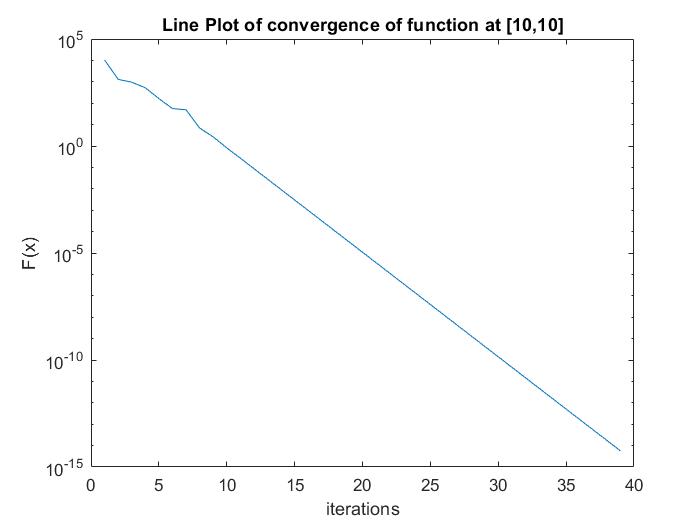 Line Plot of convergence of function at [10,10]
10^5
10^0
10^-5
10^-10
10^-15
F(x)
0 5 10 15 20 25 30 35 40
iterations